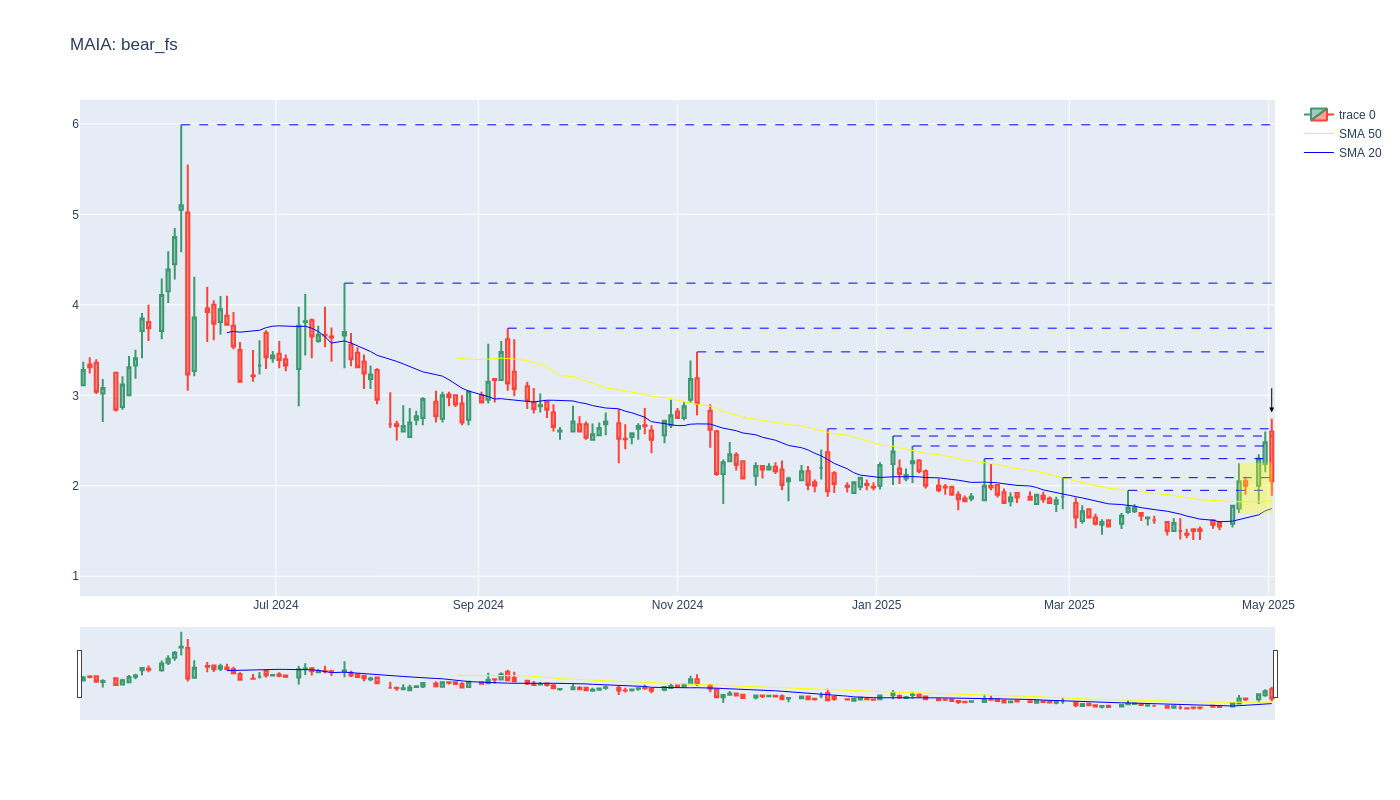 MAIA: bear_fs
trace 0
SMA 50
SMA 20
6
5
4
3
2
1
Jul 2024
Sep 2024
Nov 2024
Jan 2025
Mar 2025
May 2025